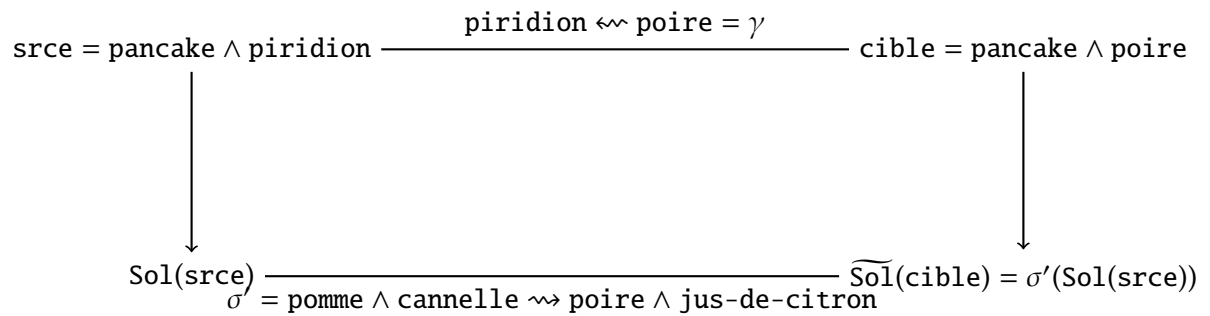 piridion ⇜ poire = γ
srce = pancake ∧ piridion
cible = pancake ∧ poire
Sol(srce)
S͠ol(cible) = σ′(Sol(srce))
σ′ = pomme ∧ cannelle ⇝ poire ∧ jus-de-citron